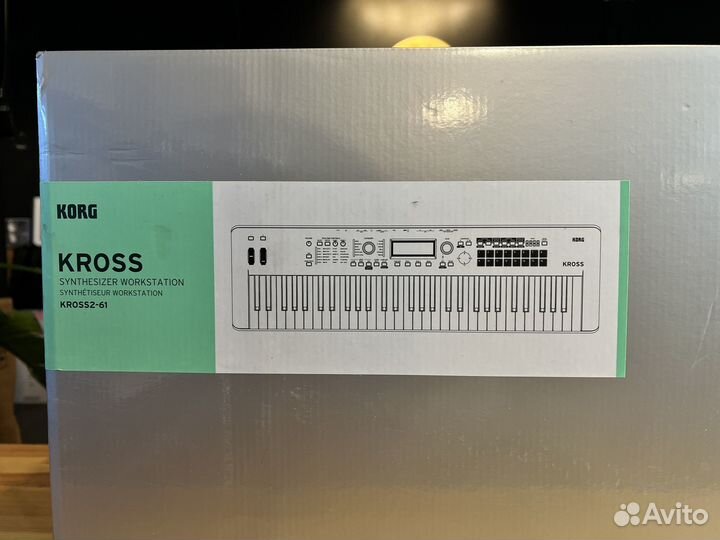 KORG
KROSS
SYNTHESIZER WORKSTATION
SYNTHÉTISEUR WORKSTATION
KROSS2-61
KORG
KROSS
Avito